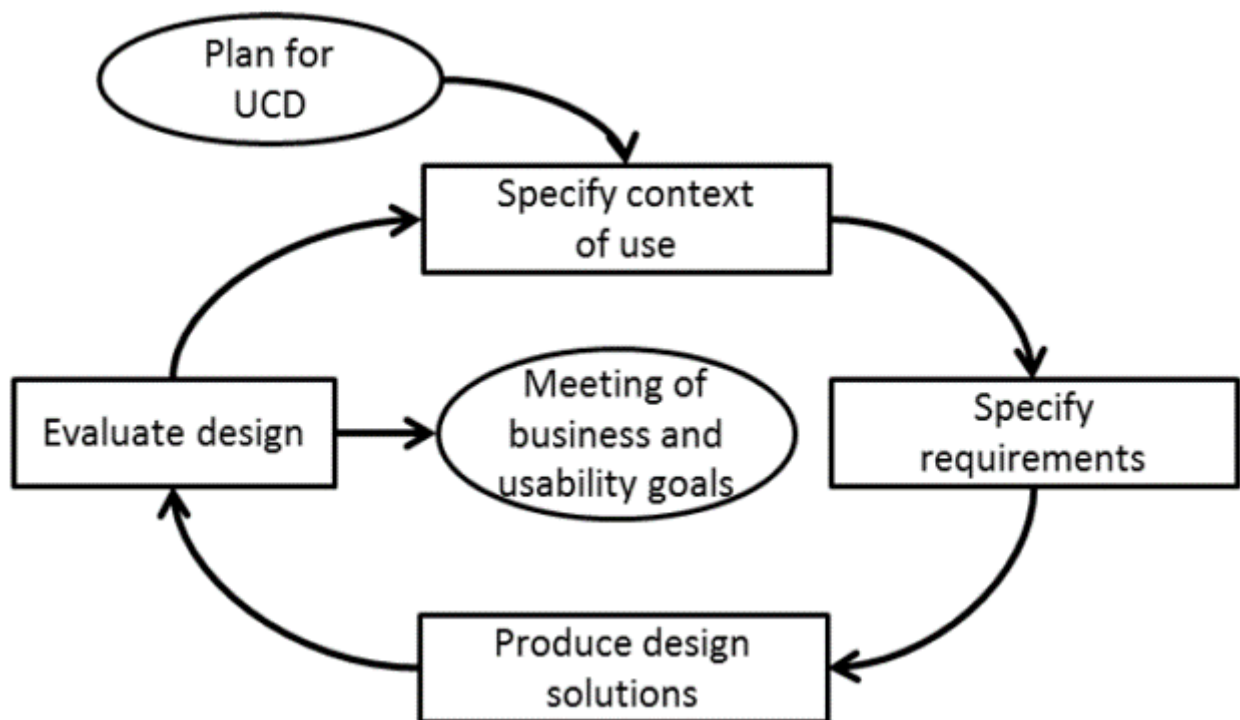 Plan for
UCD
Specify context
of use
Evaluate design
Meeting of
business and
usability goals
Specify
requirements
Produce design
solutions